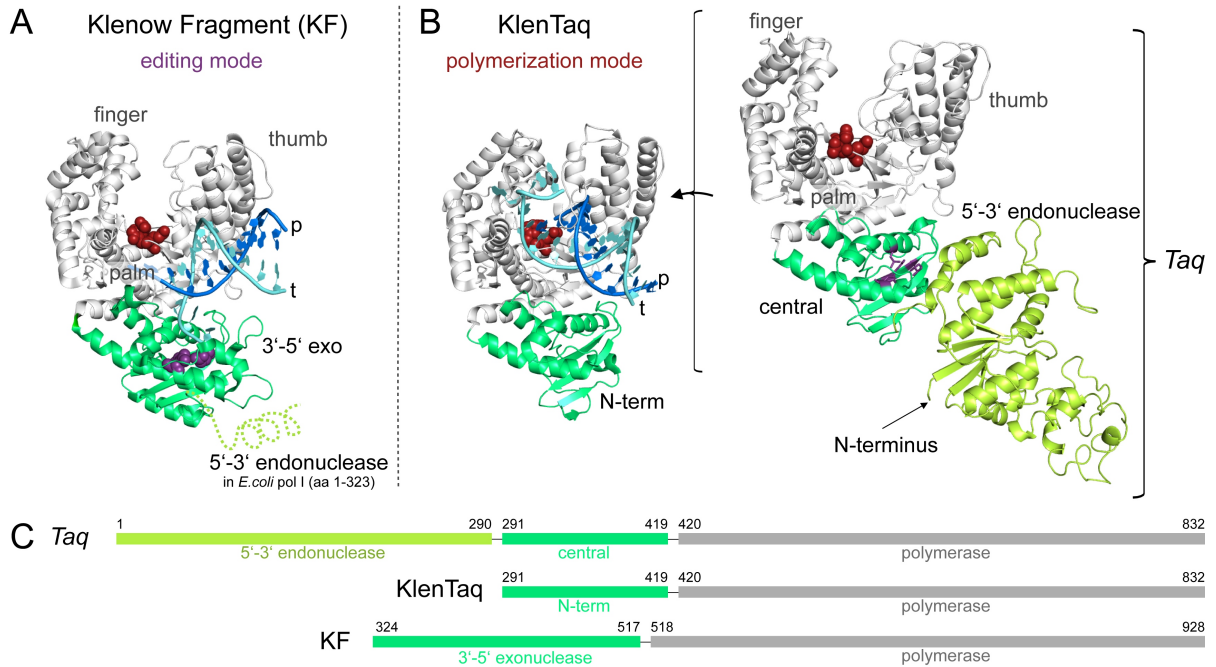 A
Klenow Fragment (KF)
editing mode
finger
thumb
palm
p
t
3‘-5‘ exo
5‘-3‘ endonuclease
in E.coli pol I (aa 1-323)
B
KlenTaq
polymerization mode
p
t
N-term
finger
thumb
palm
5‘-3‘ endonuclease
central
N-terminus
Taq
C
Taq
1 290 291 419 420 832
5‘-3‘ endonuclease central polymerase
KlenTaq
291 419 420 832
N-term polymerase
KF
324 517 518 928
3‘-5‘ exonuclease polymerase